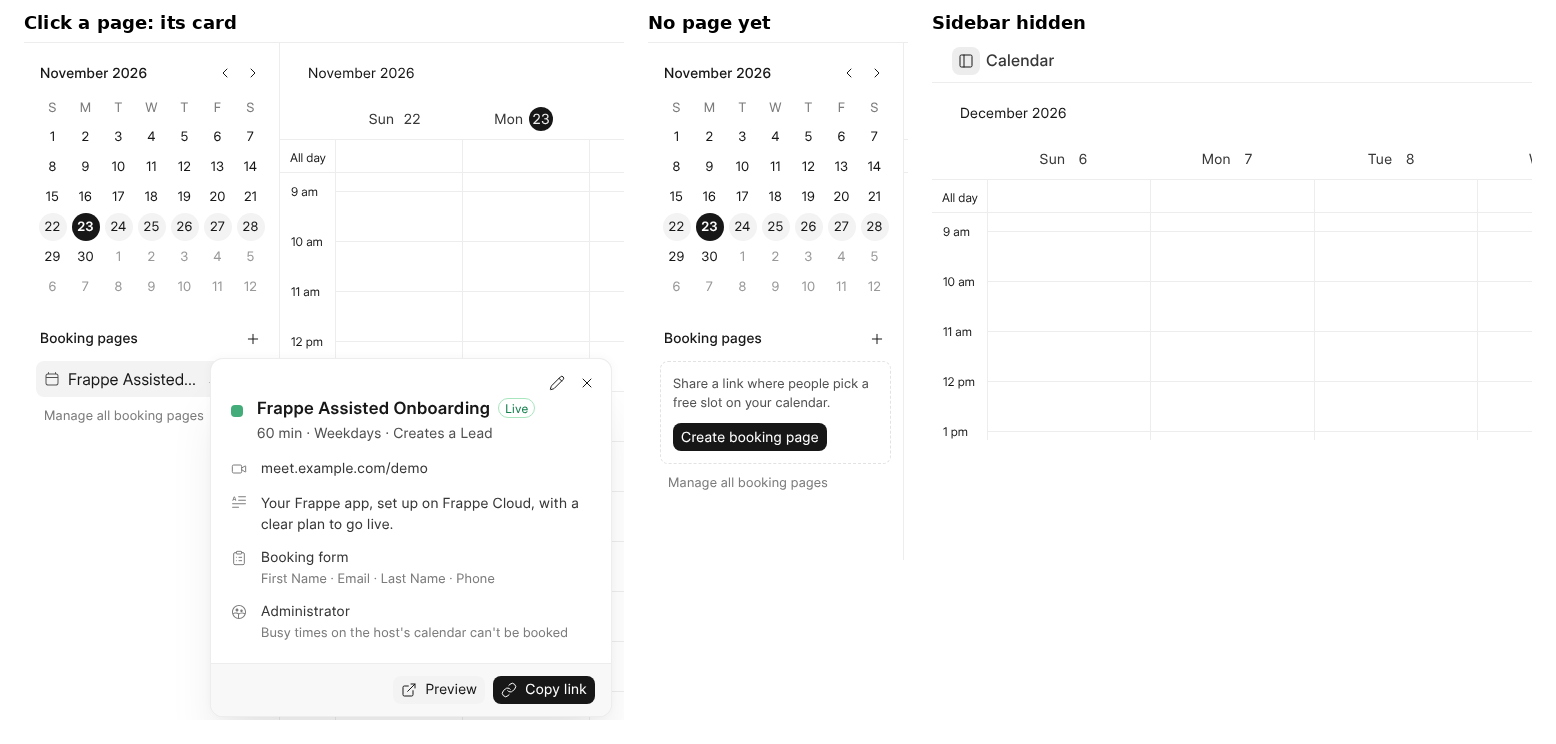 Click a page: its card
November 2026
S M T W T F S
1 2 3 4 5 6 7
8 9 10 11 12 13 14
15 16 17 18 19 20 21
22 23 24 25 26 27 28
29 30 1 2 3 4 5
6 7 8 9 10 11 12
Booking pages
Frappe Assisted...
Manage all booking pages
November 2026
Sun 22 Mon 23
All day
9 am
10 am
11 am
12 pm
Frappe Assisted Onboarding Live
60 min · Weekdays · Creates a Lead
meet.example.com/demo
Your Frappe app, set up on Frappe Cloud, with a
clear plan to go live.
Booking form
First Name · Email · Last Name · Phone
Administrator
Busy times on the host's calendar can't be booked
Preview Copy link
No page yet
November 2026
S M T W T F S
1 2 3 4 5 6 7
8 9 10 11 12 13 14
15 16 17 18 19 20 21
22 23 24 25 26 27 28
29 30 1 2 3 4 5
6 7 8 9 10 11 12
Booking pages
Share a link where people pick a
free slot on your calendar.
Create booking page
Manage all booking pages
Sidebar hidden
Calendar
December 2026
Sun 6 Mon 7 Tue 8
All day
9 am
10 am
11 am
12 pm
1 pm